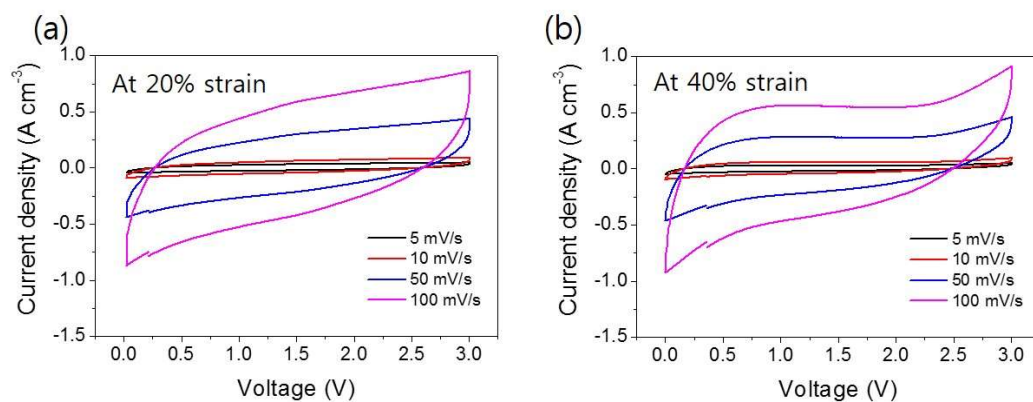 (a)
At 20% strain
Current density (A cm⁻³)
1.0
0.5
0.0
-0.5
-1.0
-1.5
5 mV/s
10 mV/s
50 mV/s
100 mV/s
0.0 0.5 1.0 1.5 2.0 2.5 3.0
Voltage (V)
(b)
At 40% strain
Current density (A cm⁻³)
1.0
0.5
0.0
-0.5
-1.0
-1.5
5 mV/s
10 mV/s
50 mV/s
100 mV/s
0.0 0.5 1.0 1.5 2.0 2.5 3.0
Voltage (V)